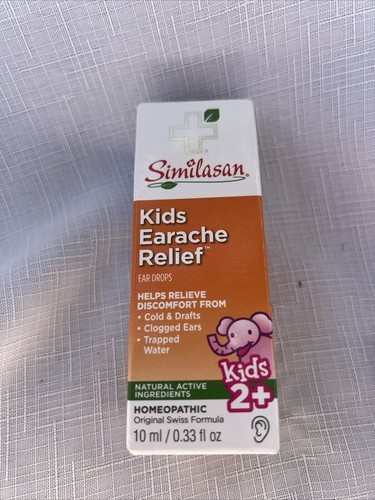 Similasan®
Kids
Earache
Relief™
EAR DROPS
HELPS RELIEVE
DISCOMFORT FROM
• Cold & Drafts
• Clogged Ears
• Trapped
Water
kids
2+
NATURAL ACTIVE
INGREDIENTS
HOMEOPATHIC
Original Swiss Formula
10 ml / 0.33 fl oz